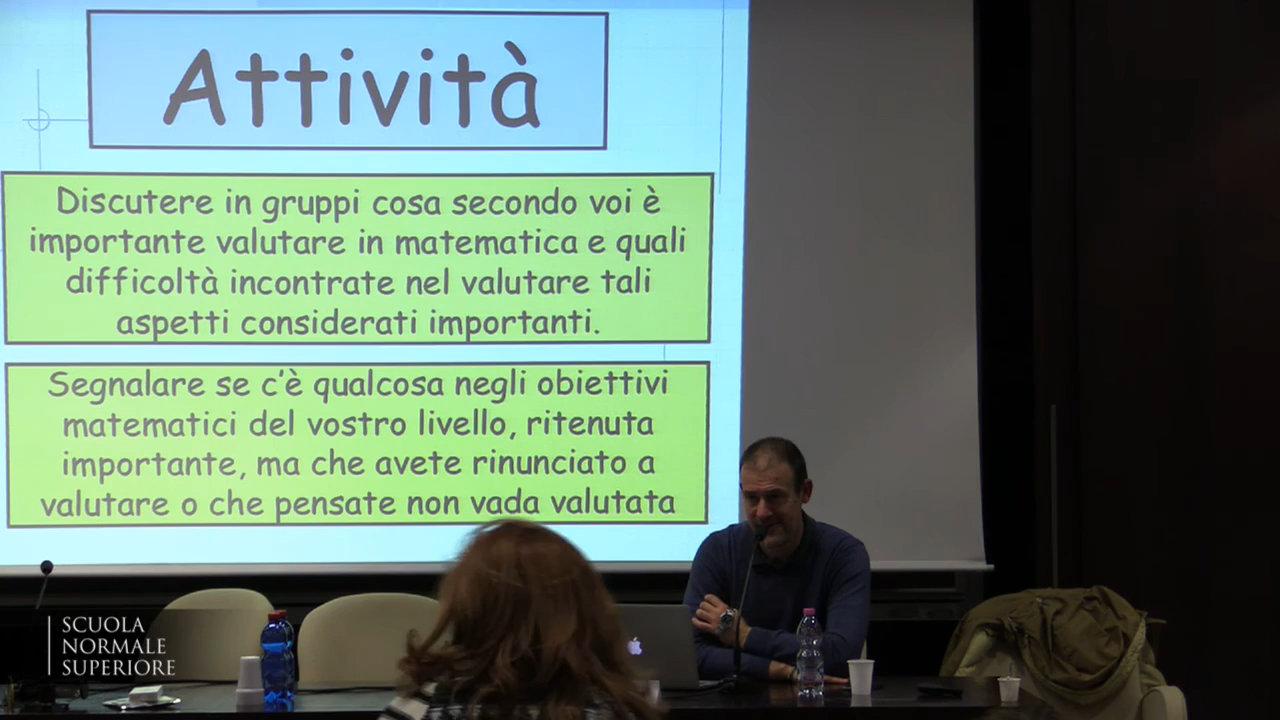 Attività
Discutere in gruppi cosa secondo voi è
importante valutare in matematica e quali
difficoltà incontrate nel valutare tali
aspetti considerati importanti.
Segnalare se c'è qualcosa negli obiettivi
matematici del vostro livello, ritenuta
importante, ma che avete rinunciato a
valutare o che pensate non vada valutata
SCUOLA
NORMALE
SUPERIORE